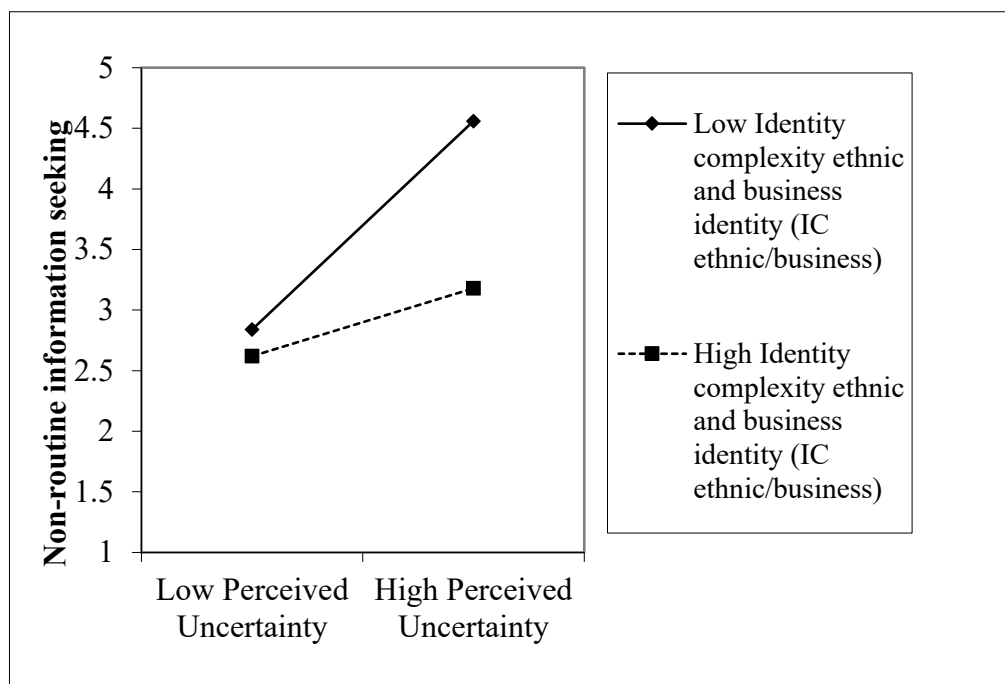 Non-routine information seeking
5
4.5
4
3.5
3
2.5
2
1.5
1
Low Perceived
Uncertainty
High Perceived
Uncertainty
Low Identity
complexity ethnic
and business
identity (IC
ethnic/business)
High Identity
complexity ethnic
and business
identity (IC
ethnic/business)